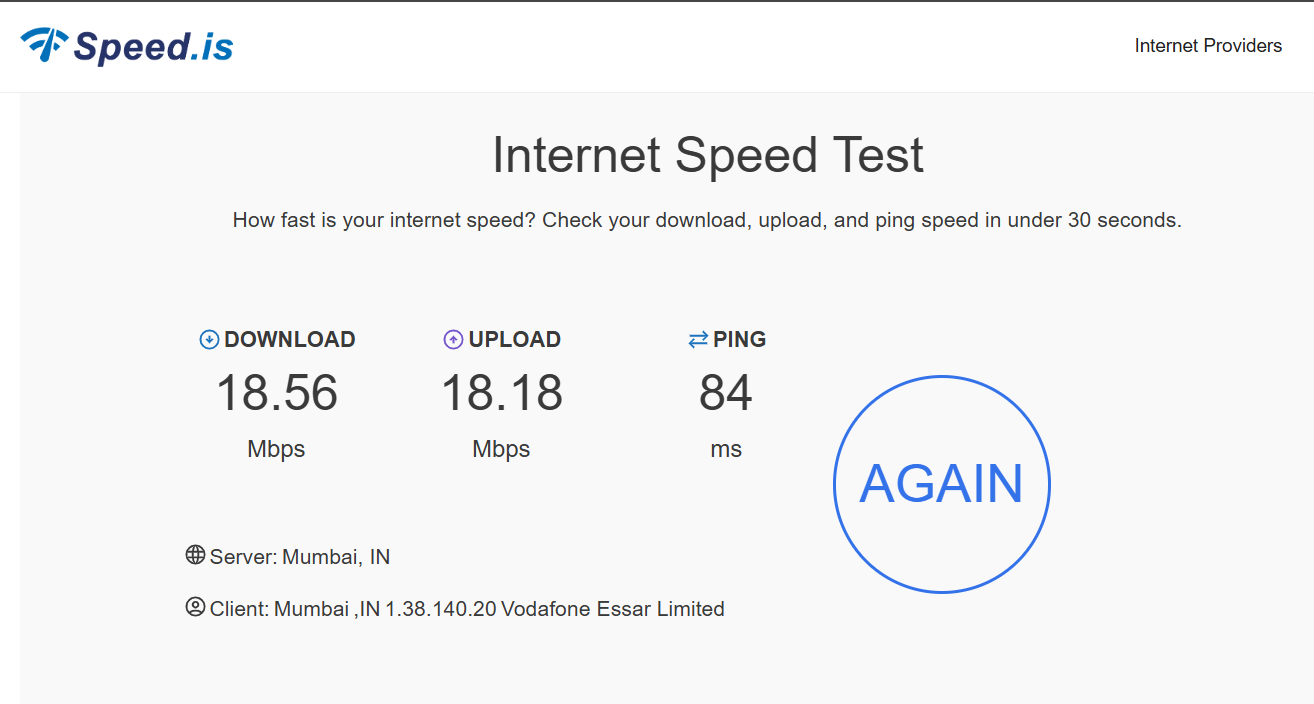 Speed.is
Internet Providers
Internet Speed Test
How fast is your internet speed? Check your download, upload, and ping speed in under 30 seconds.
DOWNLOAD
18.56
Mbps
UPLOAD
18.18
Mbps
PING
84
ms
AGAIN
Server: Mumbai, IN
Client: Mumbai ,IN 1.38.140.20 Vodafone Essar Limited